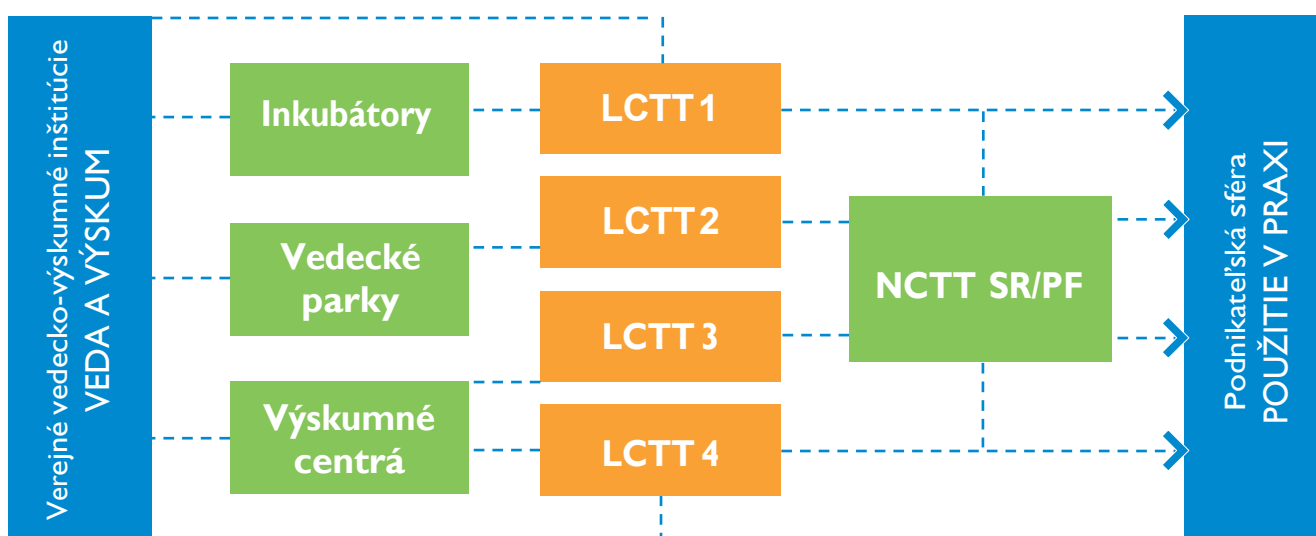 Verejné vedecko-výskumné inštitúcie
VEDA A VÝSKUM
Inkubátory
Vedecké
parky
Výskumné
centrá
LCTT 1
LCTT 2
LCTT 3
LCTT 4
NCTT SR/PF
Podnikateľská sféra
POUŽITIE V PRAXI